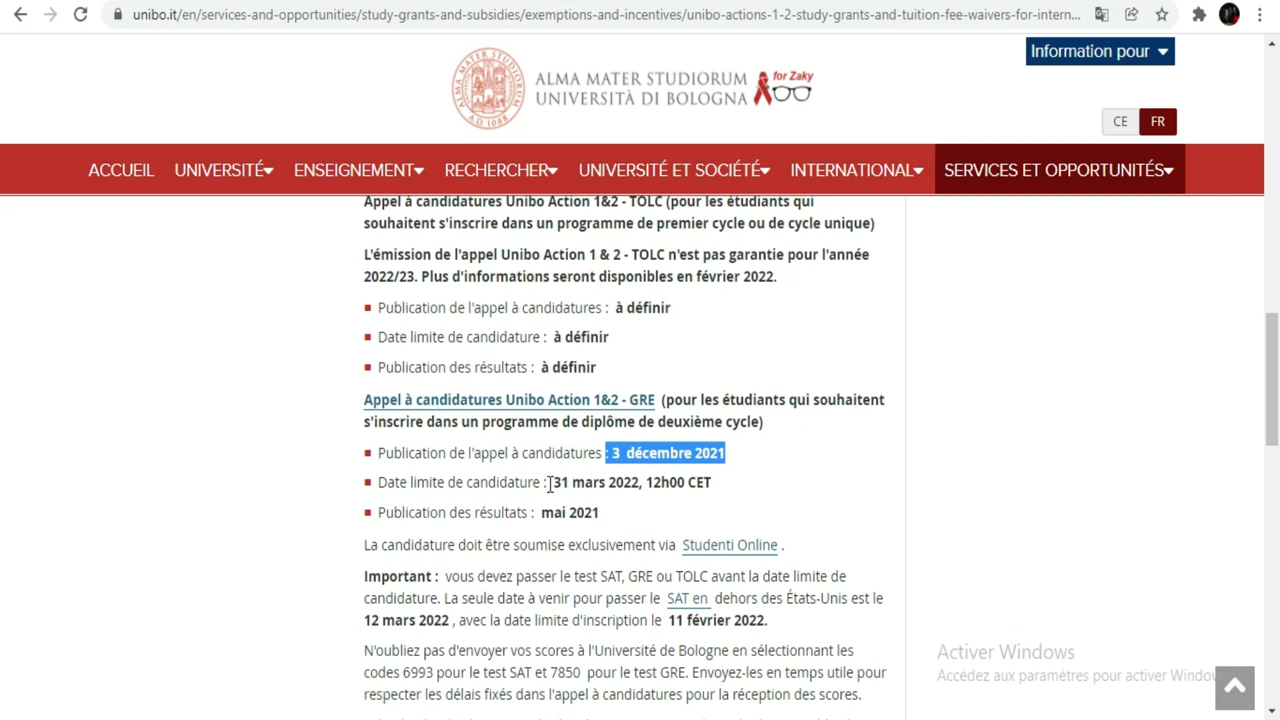 unibo.it/en/services-and-opportunities/study-grants-and-subsidies/exemptions-and-incentives/unibo-actions-1-2-study-grants-and-tuition-fee-waivers-for-intern...
Information pour
ALMA MATER STUDIORUM
UNIVERSITÀ DI BOLOGNA
for Zaky
ALMA MATER STUDIORUM
A.D. 1088
CE FR
ACCUEIL UNIVERSITÉ ENSEIGNEMENT RECHERCHER UNIVERSITÉ ET SOCIÉTÉ INTERNATIONAL SERVICES ET OPPORTUNITÉS
Appel à candidatures Unibo Action 1&2 - TOLC (pour les étudiants qui
souhaitent s'inscrire dans un programme de premier cycle ou de cycle unique)
L'émission de l'appel Unibo Action 1 & 2 - TOLC n'est pas garantie pour l'année
2022/23. Plus d'informations seront disponibles en février 2022.
Publication de l'appel à candidatures : à définir
Date limite de candidature : à définir
Publication des résultats : à définir
Appel à candidatures Unibo Action 1&2 - GRE (pour les étudiants qui souhaitent
s'inscrire dans un programme de diplôme de deuxième cycle)
Publication de l'appel à candidatures : 3 décembre 2021
Date limite de candidature : 31 mars 2022, 12h00 CET
Publication des résultats : mai 2021
La candidature doit être soumise exclusivement via Studenti Online .
Important : vous devez passer le test SAT, GRE ou TOLC avant la date limite de
candidature. La seule date à venir pour passer le SAT en dehors des États-Unis est le
12 mars 2022 , avec la date limite d'inscription le 11 février 2022.
N'oubliez pas d'envoyer vos scores à l'Université de Bologne en sélectionnant les
codes 6993 pour le test SAT et 7850 pour le test GRE. Envoyez-les en temps utile pour
respecter les délais fixés dans l'appel à candidatures pour la réception des scores.
Activer Windows
Accédez aux paramètres pour activer Windows